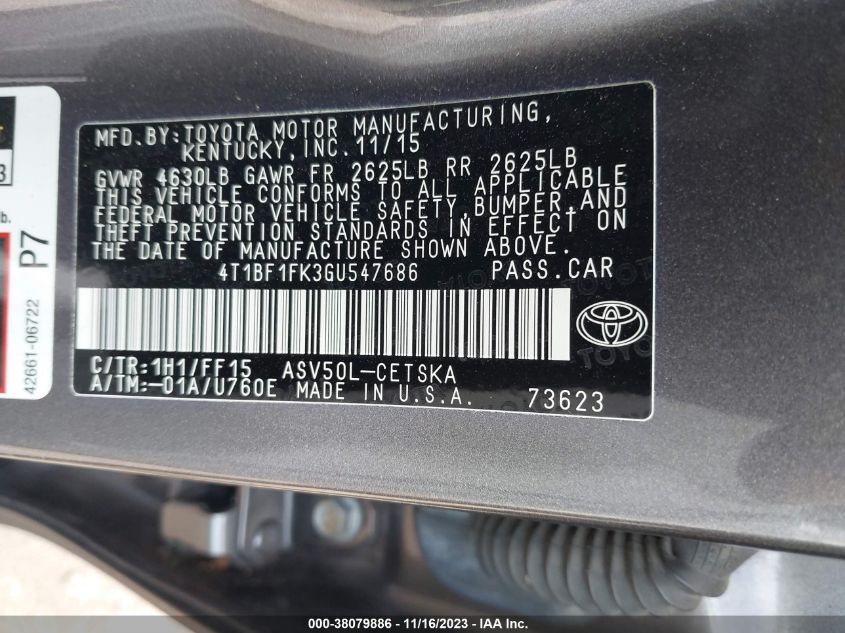 MFD.BY:TOYOTA MOTOR MANUFACTURING,
KENTUCKY,INC.11/15
GVWR 4630LB GAWR FR 2625LB RR 2625LB
THIS VEHICLE CONFORMS TO ALL APPLICABLE
FEDERAL MOTOR VEHICLE SAFETY,BUMPER,AND
THEFT PREVENTION STANDARDS IN EFFECT ON
THE DATE OF MANUFACTURE SHOWN ABOVE.
4T1BF1FK3GU547686 PASS.CAR
C/TR:1H1/FF15 ASV50L-CETSKA
A/TM:-01A/U760E MADE IN U.S.A. 73623
3
lb.
P7
42661-06722
000-38079886 - 11/16/2023 - IAA Inc.